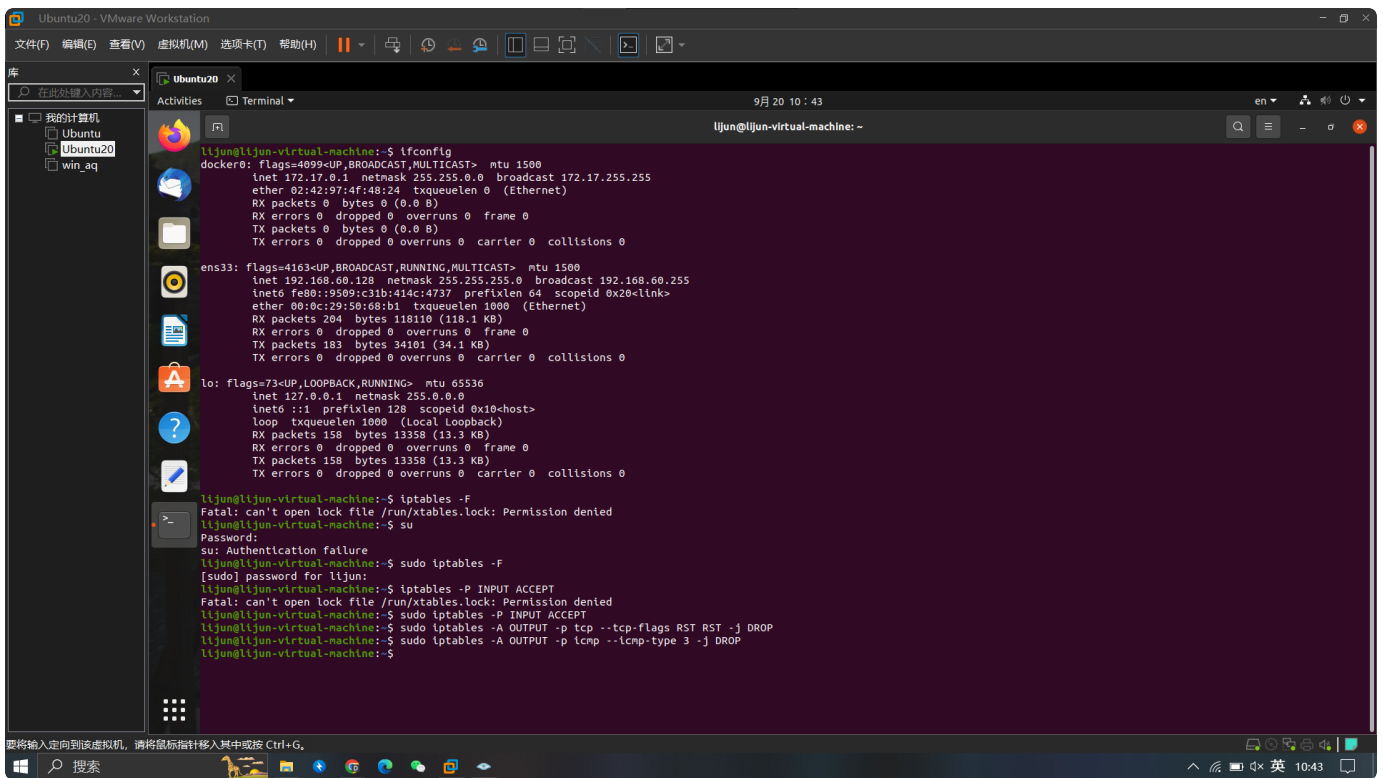 Ubuntu20 - VMware Workstation
文件(F) 编辑(E) 查看(V) 虚拟机(M) 选项卡(T) 帮助(H)
库
在此处键入内容...
我的计算机
Ubuntu
Ubuntu20
win_aq
Ubuntu20
Activities Terminal 9月 20 10：43 en
lijun@lijun-virtual-machine: ~
lijun@lijun-virtual-machine:~$ ifconfig
docker0: flags=4099<UP,BROADCAST,MULTICAST>  mtu 1500
        inet 172.17.0.1  netmask 255.255.0.0  broadcast 172.17.255.255
        ether 02:42:97:4f:48:24  txqueuelen 0  (Ethernet)
        RX packets 0  bytes 0 (0.0 B)
        RX errors 0  dropped 0  overruns 0  frame 0
        TX packets 0  bytes 0 (0.0 B)
        TX errors 0  dropped 0 overruns 0  carrier 0  collisions 0
ens33: flags=4163<UP,BROADCAST,RUNNING,MULTICAST>  mtu 1500
        inet 192.168.60.128  netmask 255.255.255.0  broadcast 192.168.60.255
        inet6 fe80::9509:c31b:414c:4737  prefixlen 64  scopeid 0x20<link>
        ether 00:0c:29:50:68:b1  txqueuelen 1000  (Ethernet)
        RX packets 204  bytes 118110 (118.1 KB)
        RX errors 0  dropped 0  overruns 0  frame 0
        TX packets 183  bytes 34101 (34.1 KB)
        TX errors 0  dropped 0 overruns 0  carrier 0  collisions 0
lo: flags=73<UP,LOOPBACK,RUNNING>  mtu 65536
        inet 127.0.0.1  netmask 255.0.0.0
        inet6 ::1  prefixlen 128  scopeid 0x10<host>
        loop  txqueuelen 1000  (Local Loopback)
        RX packets 158  bytes 13358 (13.3 KB)
        RX errors 0  dropped 0  overruns 0  frame 0
        TX packets 158  bytes 13358 (13.3 KB)
        TX errors 0  dropped 0 overruns 0  carrier 0  collisions 0
lijun@lijun-virtual-machine:~$ iptables -F
Fatal: can't open lock file /run/xtables.lock: Permission denied
lijun@lijun-virtual-machine:~$ su
Password:
su: Authentication failure
lijun@lijun-virtual-machine:~$ sudo iptables -F
[sudo] password for lijun:
lijun@lijun-virtual-machine:~$ iptables -P INPUT ACCEPT
Fatal: can't open lock file /run/xtables.lock: Permission denied
lijun@lijun-virtual-machine:~$ sudo iptables -P INPUT ACCEPT
lijun@lijun-virtual-machine:~$ sudo iptables -A OUTPUT -p tcp --tcp-flags RST RST -j DROP
lijun@lijun-virtual-machine:~$ sudo iptables -A OUTPUT -p icmp --icmp-type 3 -j DROP
lijun@lijun-virtual-machine:~$
要将输入定向到该虚拟机，请将鼠标指针移入其中或按 Ctrl+G。
搜索 英 10:43